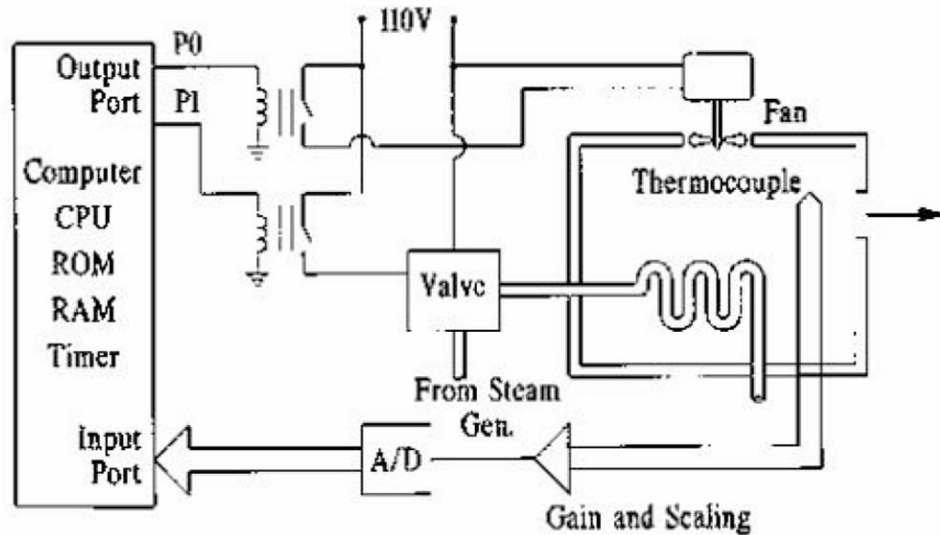 110V
P0
Output
Port
P1
Fan
Computer
CPU
ROM
RAM
Timer
Thermocouple
Valve
From Steam
Gen.
Input
Port
A/D
Gain and Scaling